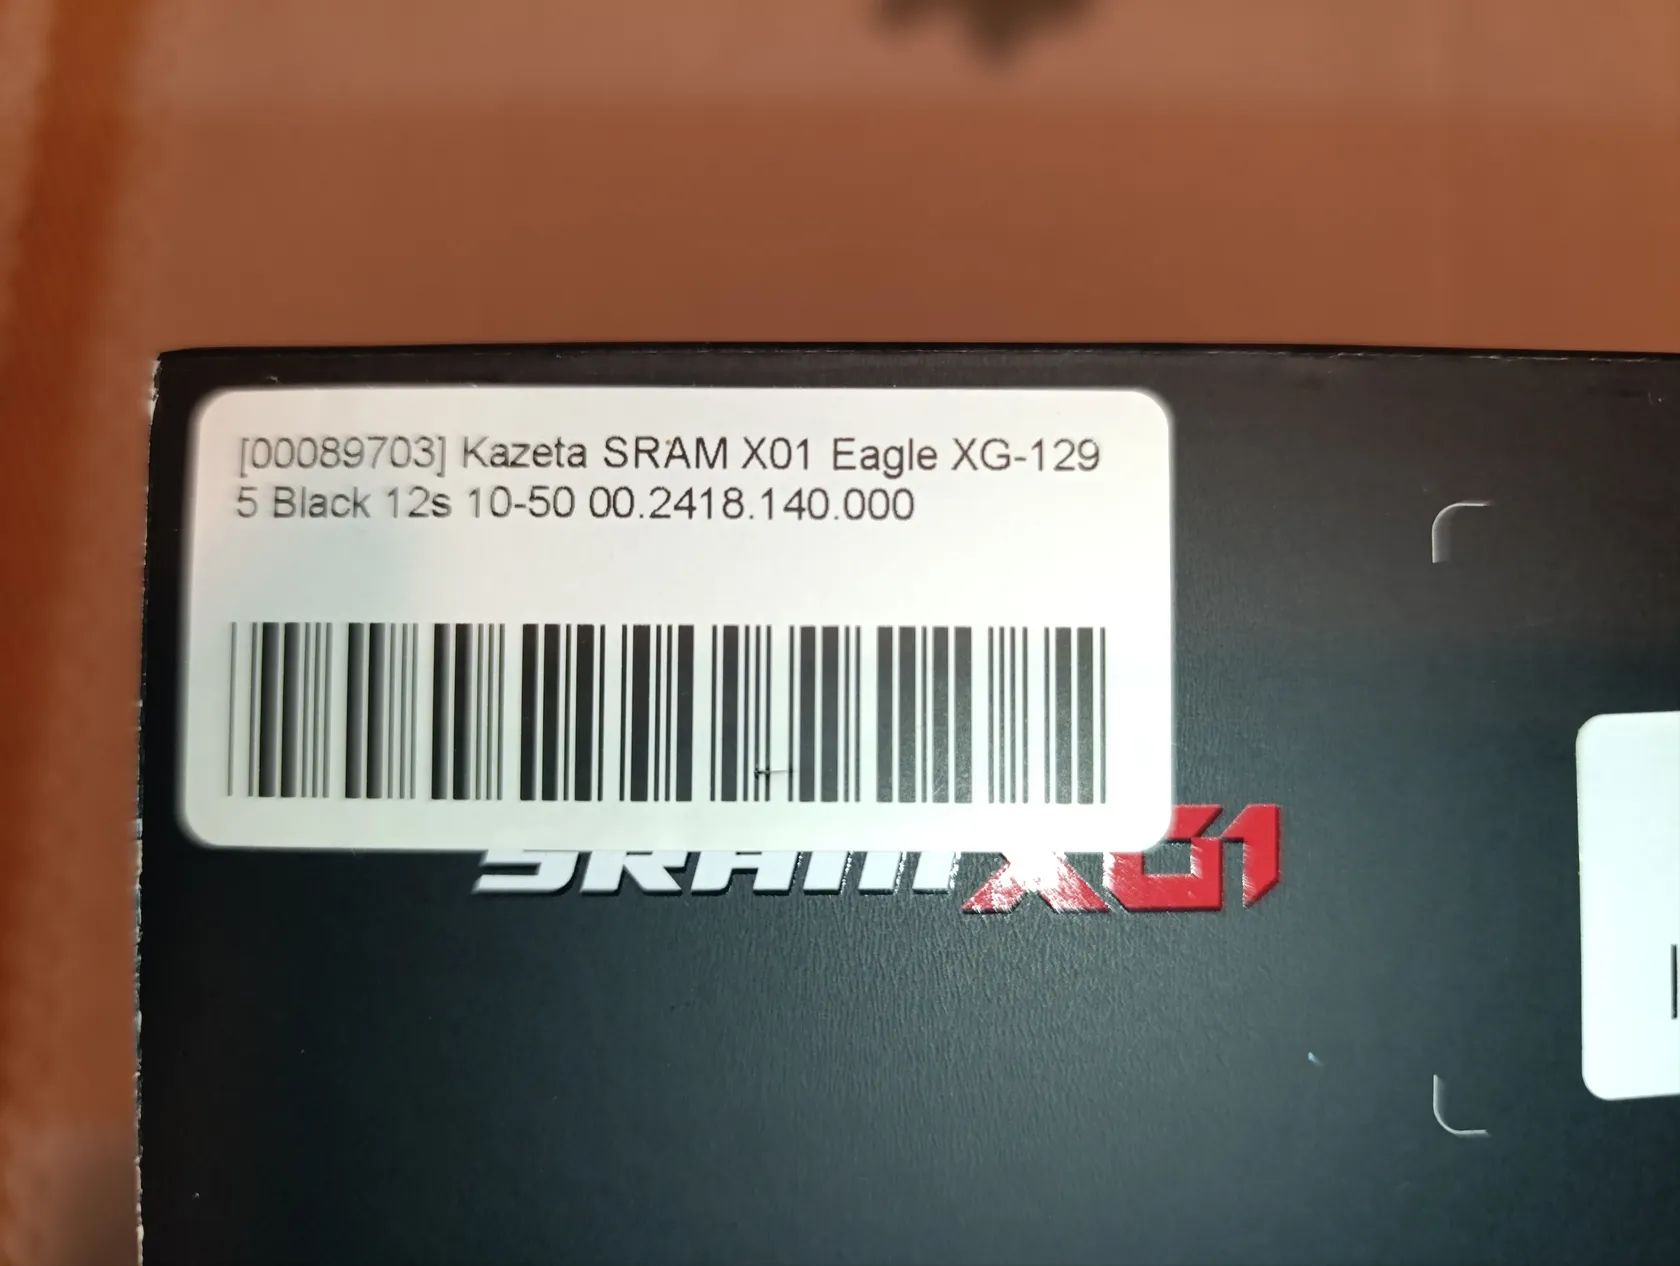 [00089703] Kazeta SRAM X01 Eagle XG-129
5 Black 12s 10-50 00.2418.140.000
SRAM X01